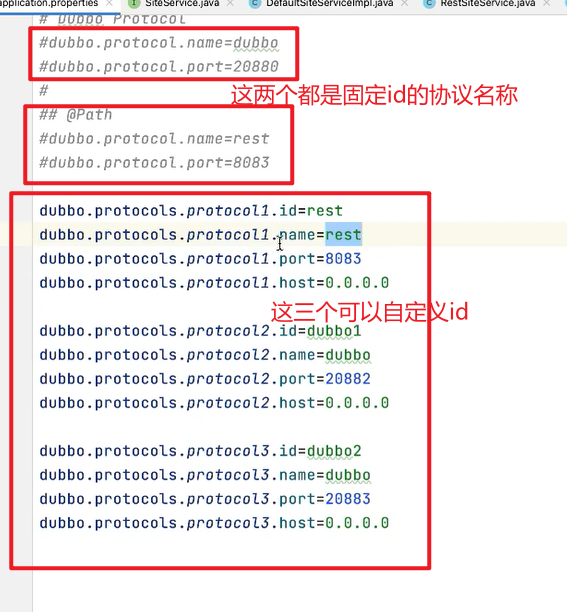 application.properties SiteService.java DefaultSiteServiceImpl.java RestSiteService.java
# Dubbo Protocol
#dubbo.protocol.name=dubbo
#dubbo.protocol.port=20880
这两个都是固定id的协议名称
#
## @Path
#dubbo.protocol.name=rest
#dubbo.protocol.port=8083
dubbo.protocols.protocol1.id=rest
dubbo.protocols.protocol1.name=rest
dubbo.protocols.protocol1.port=8083
dubbo.protocols.protocol1.host=0.0.0.0
这三个可以自定义id
dubbo.protocols.protocol2.id=dubbo1
dubbo.protocols.protocol2.name=dubbo
dubbo.protocols.protocol2.port=20882
dubbo.protocols.protocol2.host=0.0.0.0
dubbo.protocols.protocol3.id=dubbo2
dubbo.protocols.protocol3.name=dubbo
dubbo.protocols.protocol3.port=20883
dubbo.protocols.protocol3.host=0.0.0.0